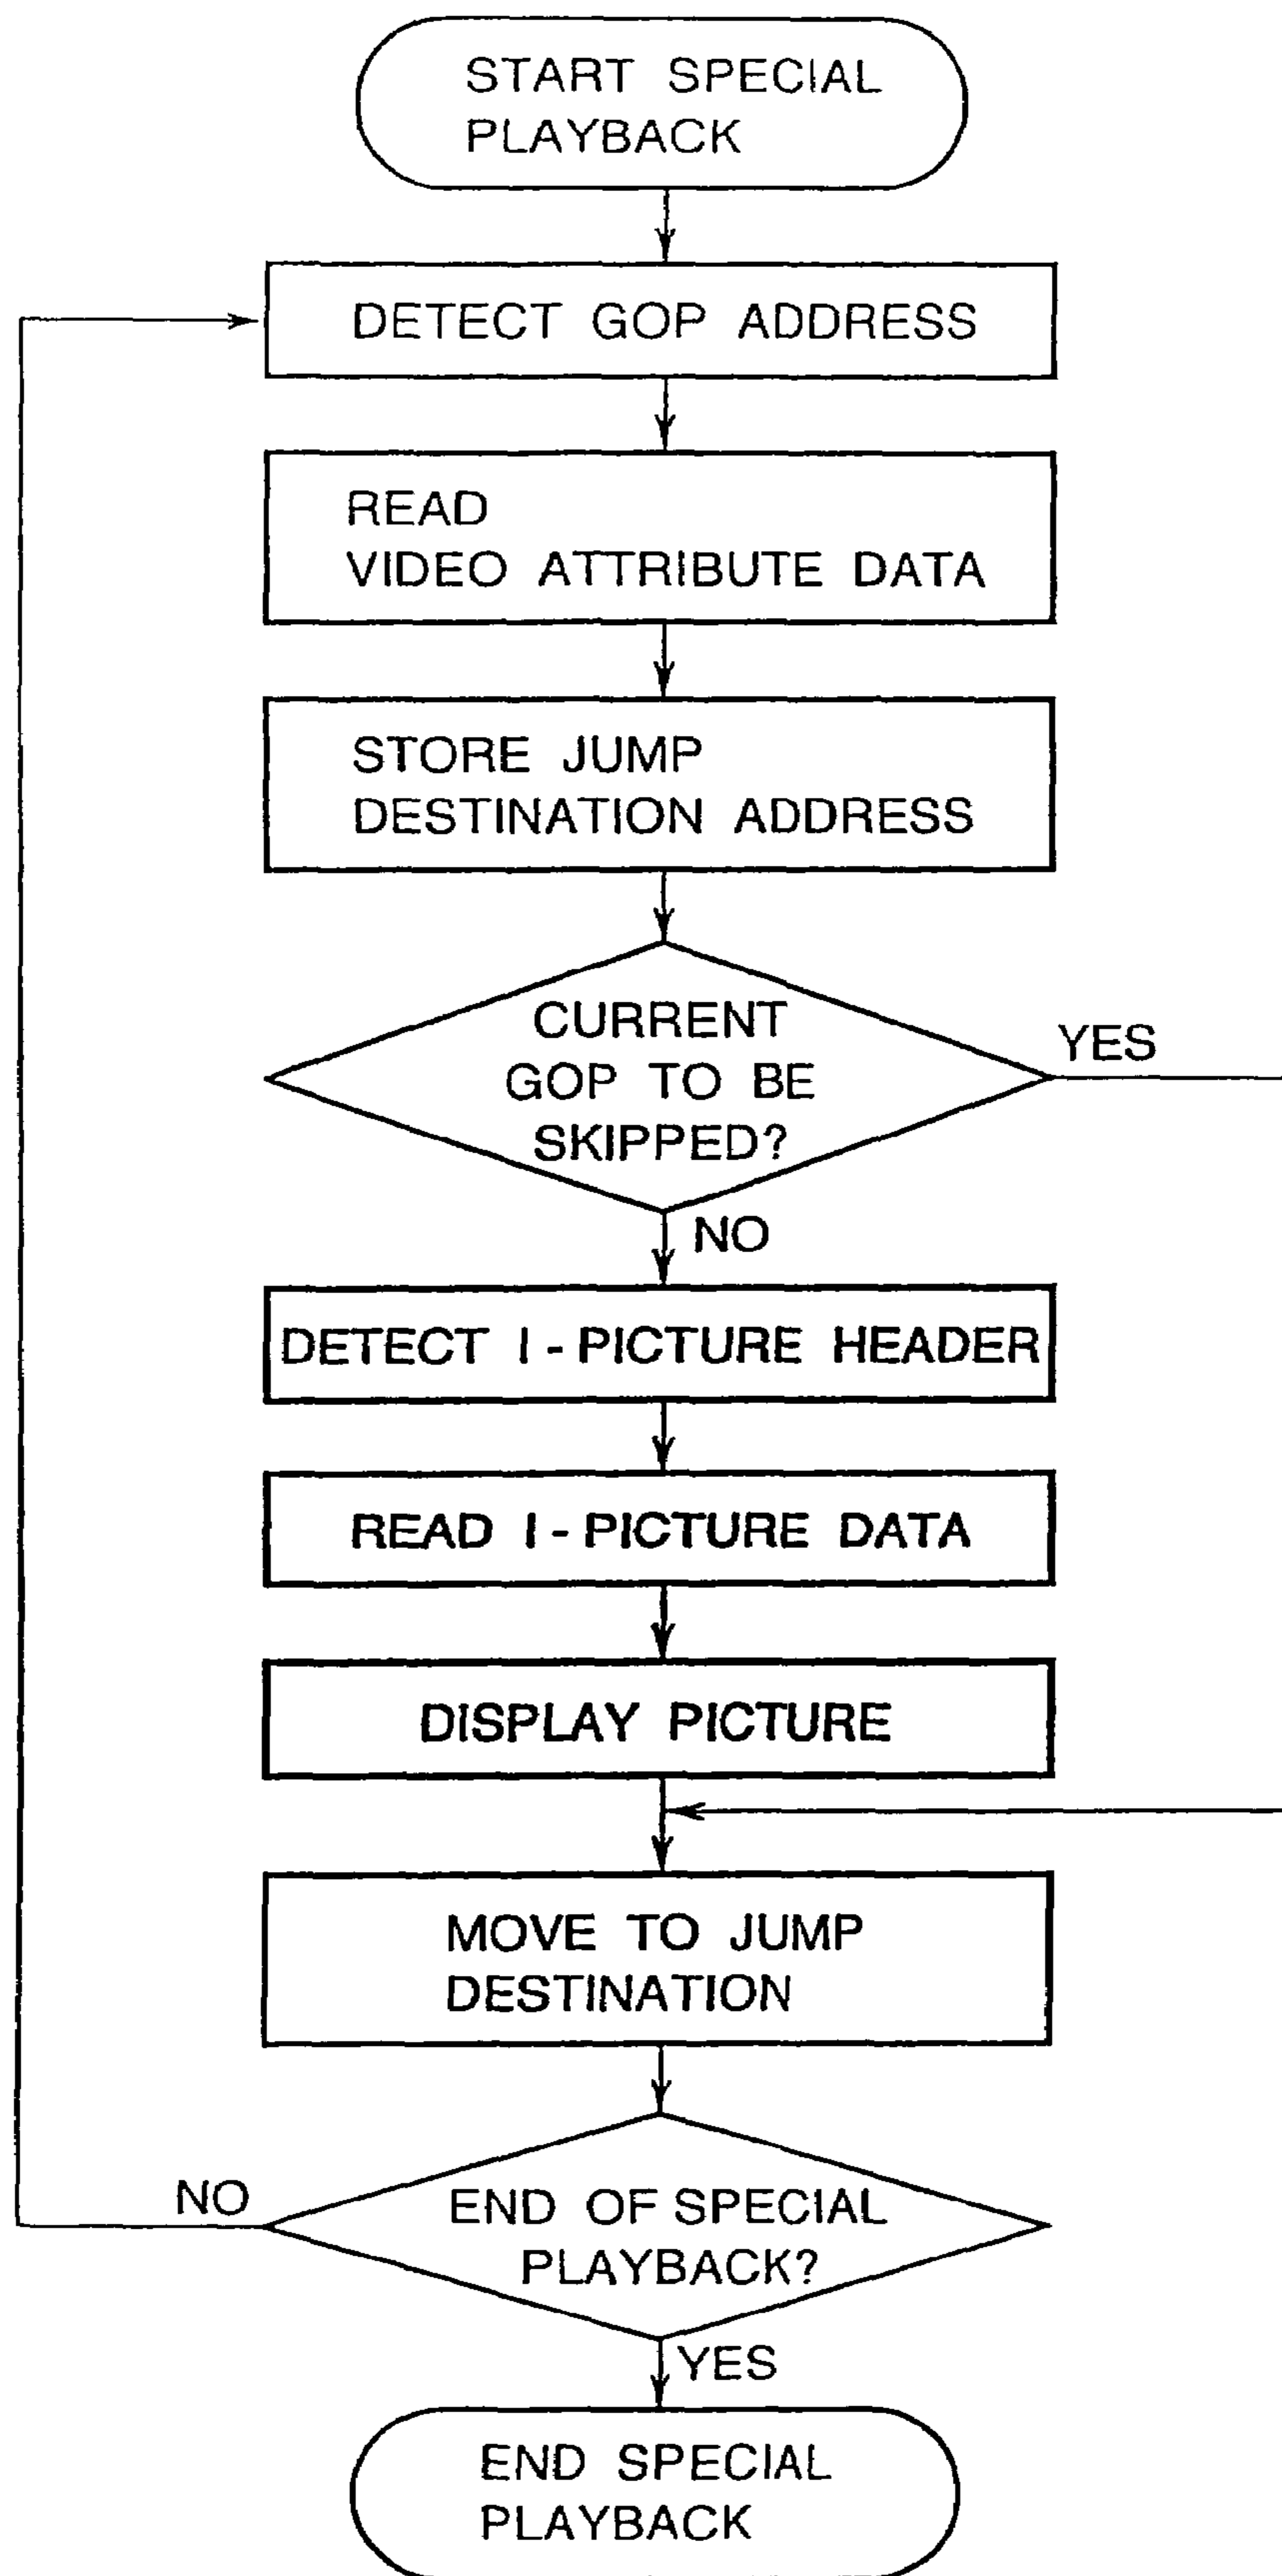 START SPECIAL
PLAYBACK
DETECT GOP ADDRESS
READ
VIDEO ATTRIBUTE DATA
STORE JUMP
DESTINATION ADDRESS
CURRENT
GOP TO BE
SKIPPED?
YES
NO
DETECT I - PICTURE HEADER
READ I - PICTURE DATA
DISPLAY PICTURE
MOVE TO JUMP
DESTINATION
NO
END OF SPECIAL
PLAYBACK?
YES
END SPECIAL
PLAYBACK